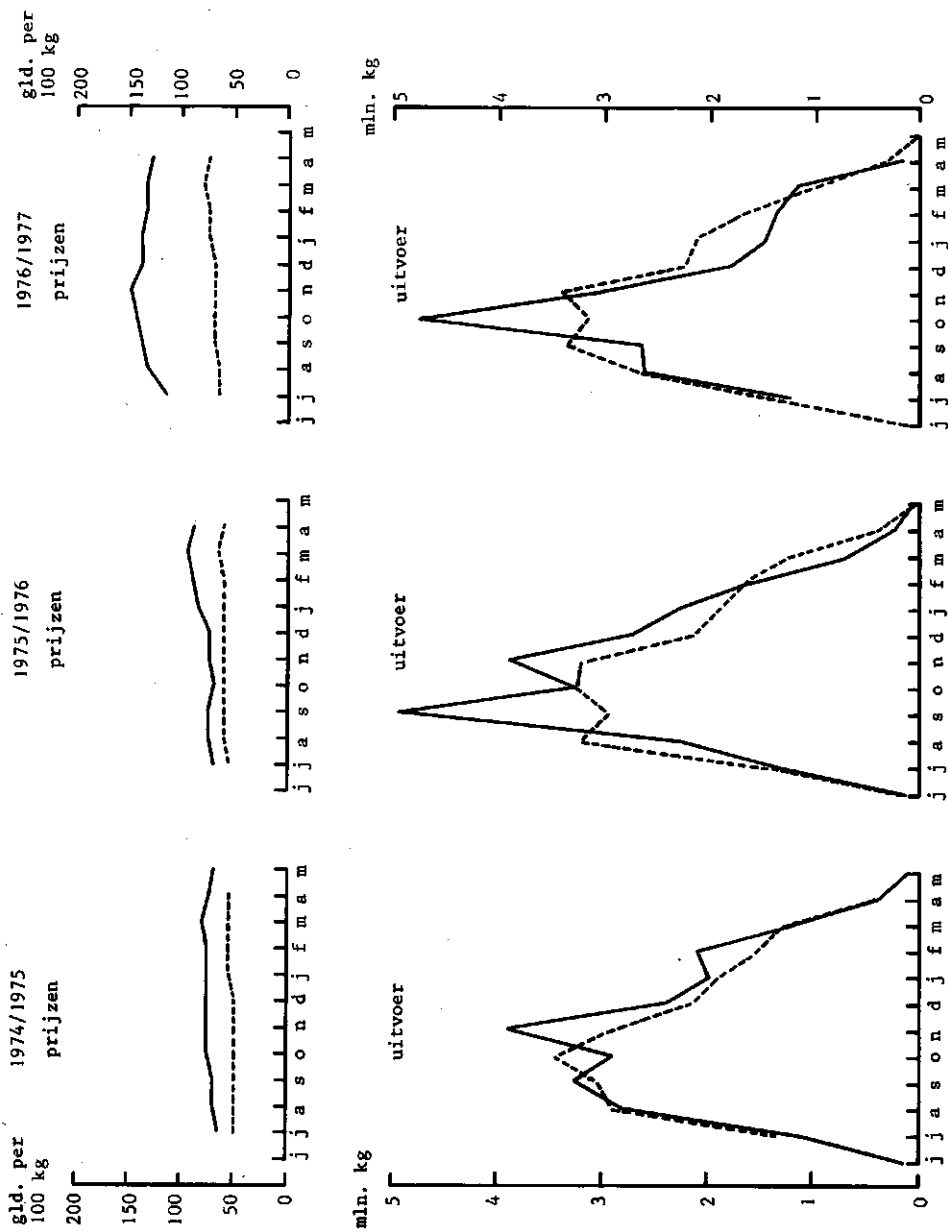 gld. per
100 kg
1974/1975
1975/1976
1976/1977
gld. per
100 kg
prijzen
prijzen
prijzen
200
150
100
50
0
200
150
100
50
0
j j a s o n d j f m a m
j j a s o n d j f m a m
j j a s o n d j f m a m
mln. kg
uitvoer
uitvoer
uitvoer
mln. kg
5
4
3
2
1
0
5
4
3
2
1
0
j j a s o n d j f m a m
j j a s o n d j f m a m
j j a s o n d j f m a m